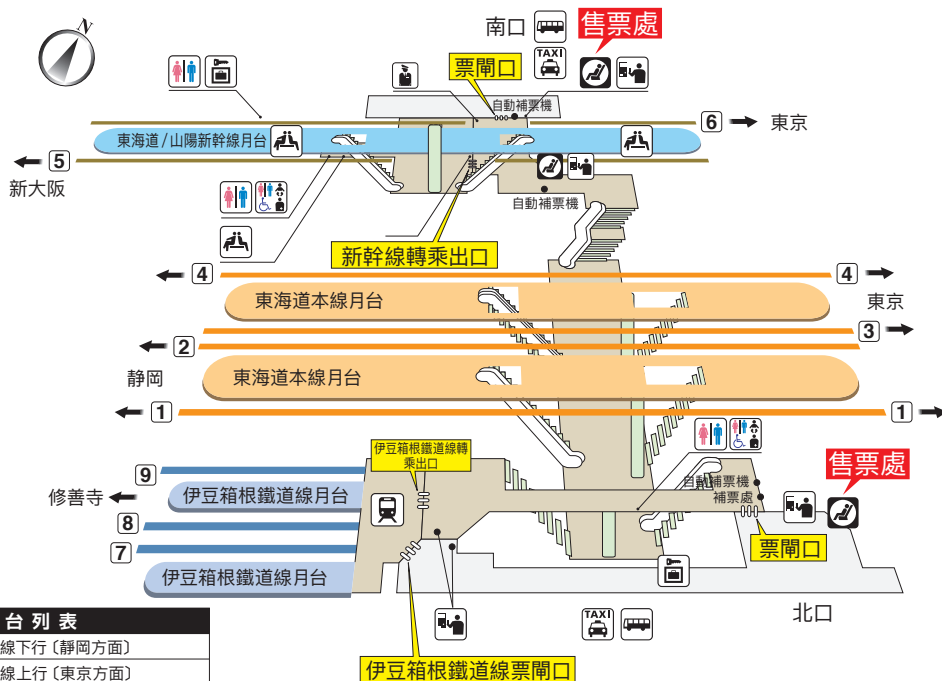 N
南口
售票處
TAXI
票閘口
自動補票機
6
東京
東海道/山陽新幹線月台
5
新大阪
自動補票機
新幹線轉乘出口
4
4
東海道本線月台
東京
3
2
靜岡
東海道本線月台
1
1
伊豆箱根鐵道線轉
乘出口
售票處
9
自動補票機
補票處
修善寺
伊豆箱根鐵道線月台
8
票閘口
7
伊豆箱根鐵道線月台
北口
TAXI
台列表
線下行〔靜岡方面〕
線上行〔東京方面〕
伊豆箱根鐵道線票閘口